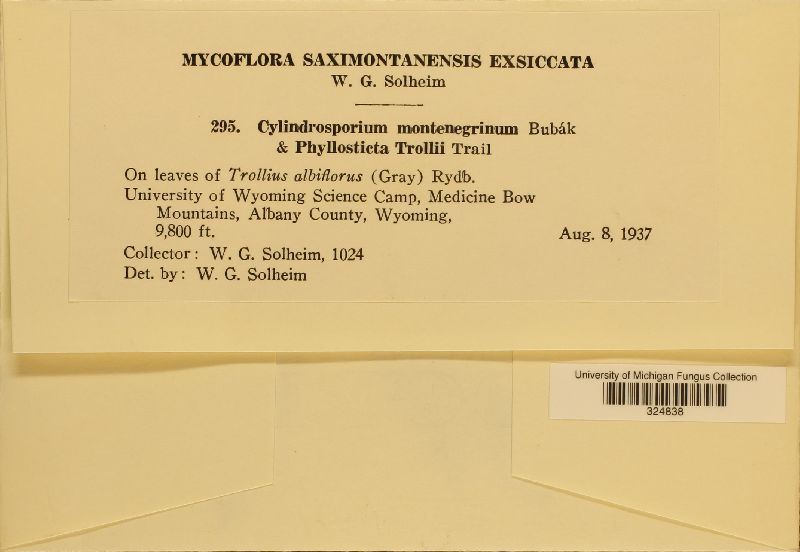 MYCOFLORA SAXIMONTANENSIS EXSICCATA
W. G. Solheim
295. Cylindrosporium montenegrinum Bubák
& Phyllosticta Trollii Trail
On leaves of Trollius albiflorus (Gray) Rydb.
University of Wyoming Science Camp, Medicine Bow
Mountains, Albany County, Wyoming,
9,800 ft. Aug. 8, 1937
Collector: W. G. Solheim, 1024
Det. by: W. G. Solheim
University of Michigan Fungus Collection
324838